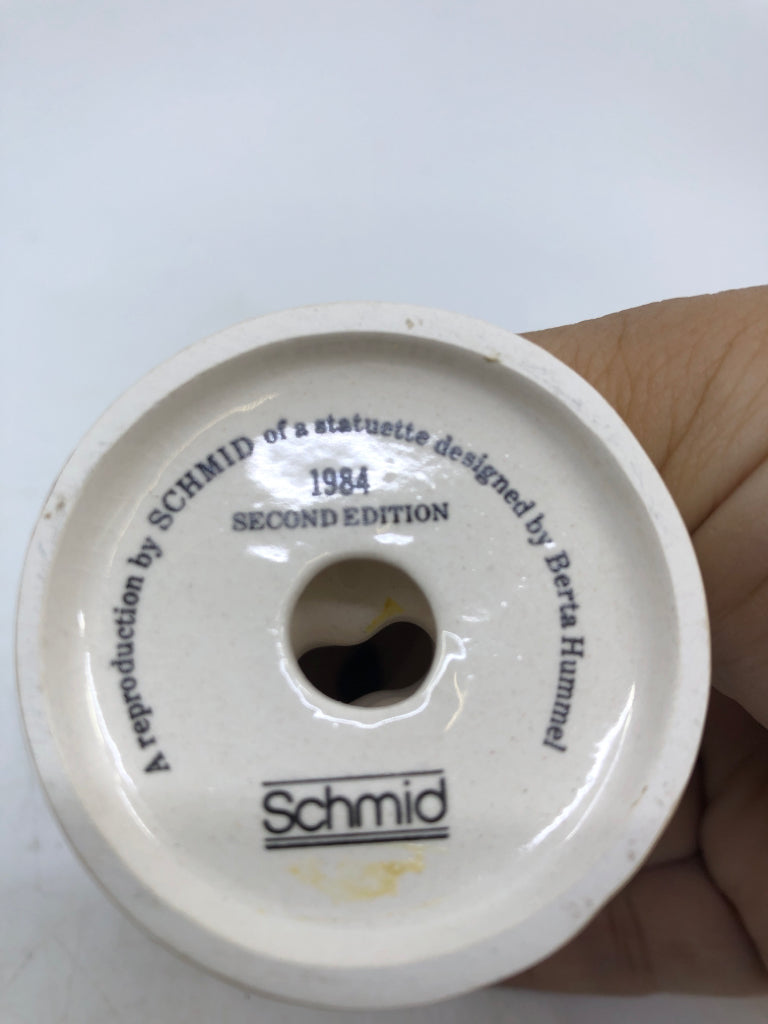 A reproduction by SCHMID of a statuette designed by Berta Hummel
1984
SECOND EDITION
Schmid